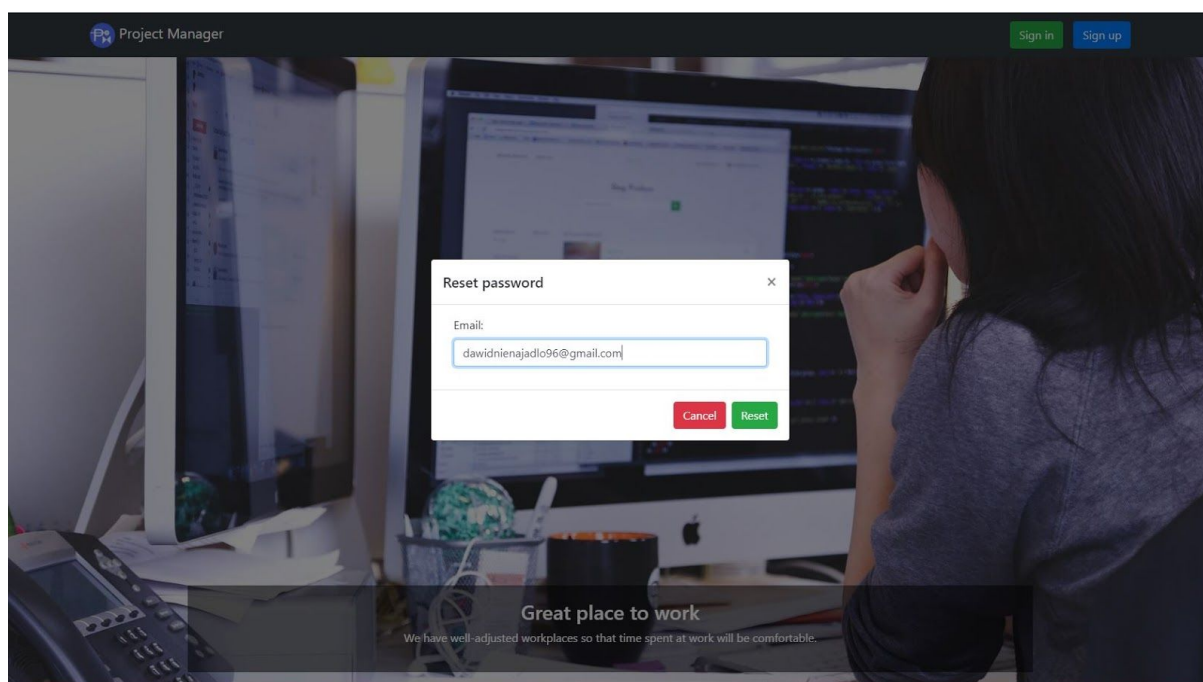 Project Manager
Sign in
Sign up
Reset password
×
Email:
dawidnienajadlo96@gmail.com
Cancel
Reset
Great place to work
We have well-adjusted workplaces so that time spent at work will be comfortable.